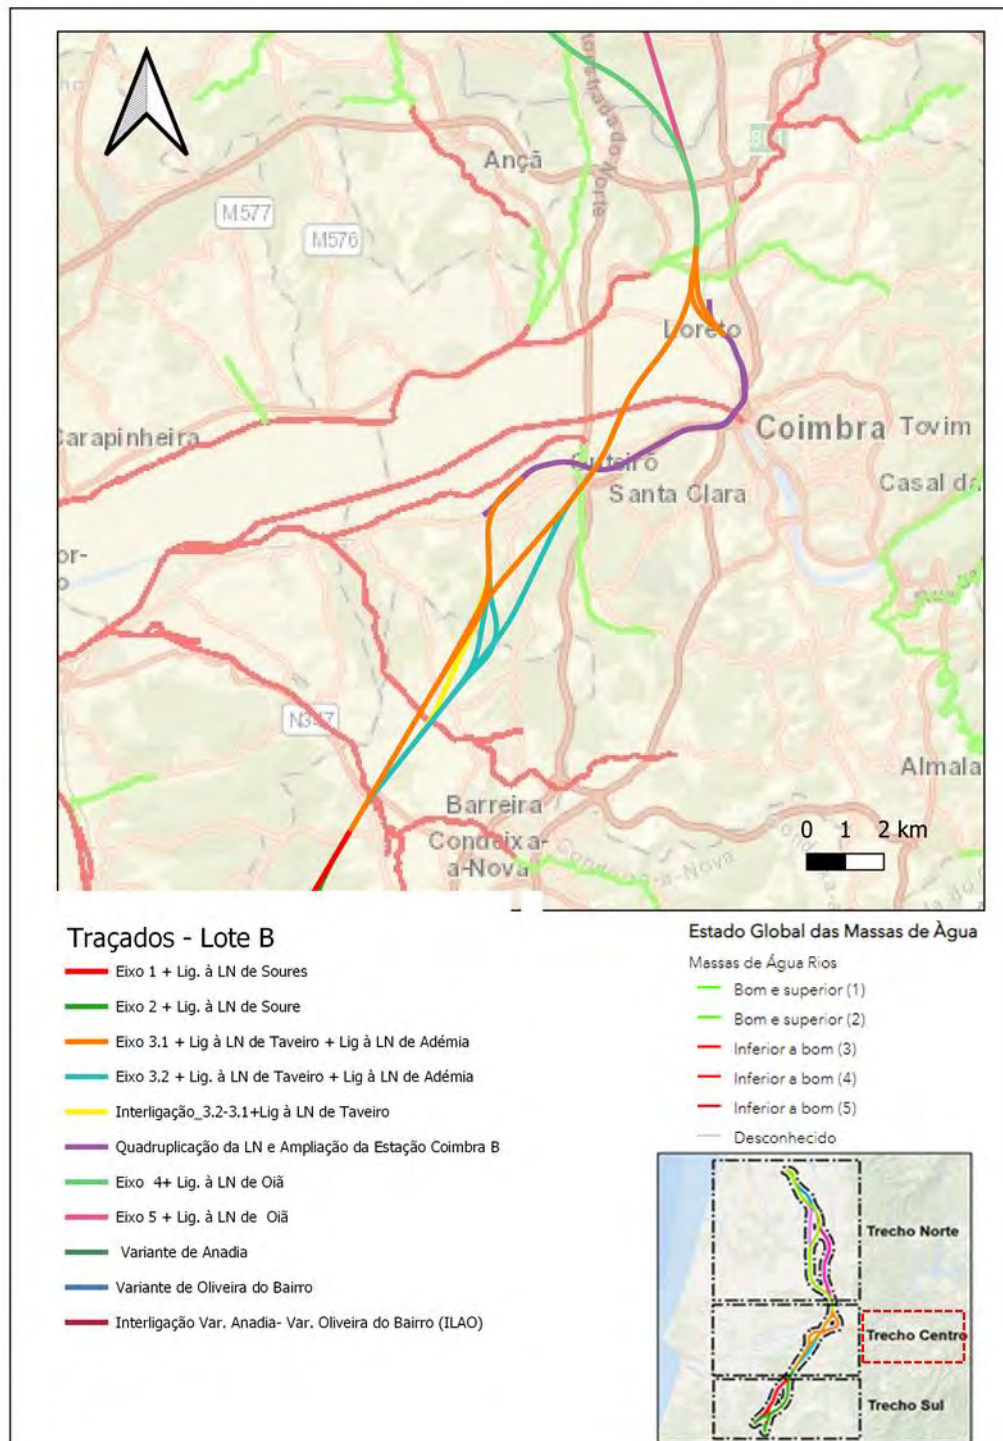 Ançã
M577
M576
Loreto
Carapinheira
Coimbra
Tovim
Casal da
Santa Clara
or-
o
N347
Almala
Barreira
Condeixa-
a-Nova
Condeixa-a-Nova
0 1 2 km
Traçados - Lote B
Eixo 1 + Lig. à LN de Soures
Eixo 2 + Lig. à LN de Soure
Eixo 3.1 + Lig à LN de Taveiro + Lig à LN de Adémia
Eixo 3.2 + Lig. à LN de Taveiro + Lig à LN de Adémia
Interligação_3.2-3.1+Lig à LN de Taveiro
Quadruplicação da LN e Ampliação da Estação Coimbra B
Eixo 4+ Lig. à LN de Oiã
Eixo 5 + Lig. à LN de Oiã
Variante de Anadia
Variante de Oliveira do Bairro
Interligação Var. Anadia- Var. Oliveira do Bairro (ILAO)
Estado Global das Massas de Àgua
Massas de Água Rios
Bom e superior (1)
Bom e superior (2)
Inferior a bom (3)
Inferior a bom (4)
Inferior a bom (5)
Desconhecido
Trecho Norte
Trecho Centro
Trecho Sul